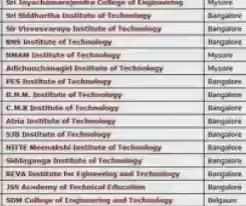 Sri Jayachamarajendra College of Engineering Mysore
Sri Siddhartha Institute of Technology Bangalore
Sir Visvesvaraya Institute of Technology Bangalore
BNS Institute of Technology Bangalore
NMAM Institute of Technology Mysore
Adichunchanagiri Institute of Technology Mysore
PES Institute of Technology Bangalore
Institute of Technology Bangalore
C.M.R Institute of Technology Bangalore
Atria Institute of Technology Bangalore
SJB Institute of Technology Bangalore
NITTE Meenakshi Institute of Technology Bangalore
Siddaganga Institute of Technology Bangalore
REVA Institute for Egineering and Technology Bangalore
JSS Academy of Technical Education Bangalore
SDM College of Engineering and Technology Belgaum